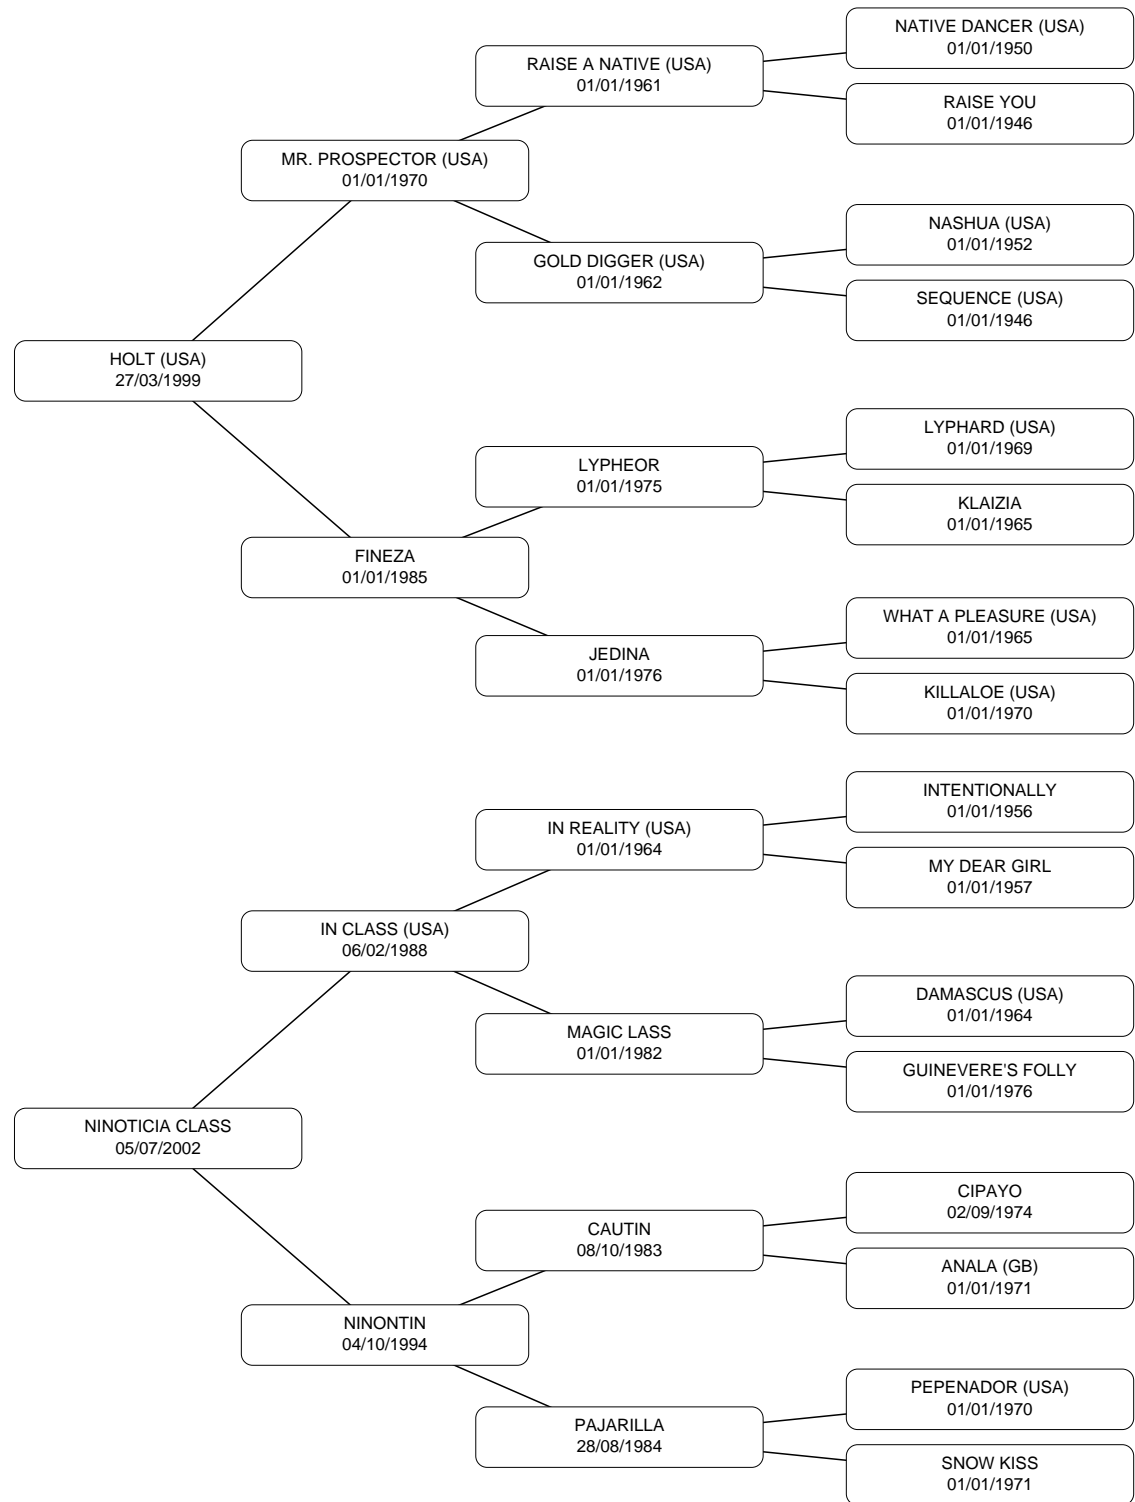 NATIVE DANCER (USA)
01/01/1950
RAISE A NATIVE (USA)
01/01/1961
RAISE YOU
01/01/1946
MR. PROSPECTOR (USA)
01/01/1970
NASHUA (USA)
01/01/1952
GOLD DIGGER (USA)
01/01/1962
SEQUENCE (USA)
01/01/1946
HOLT (USA)
27/03/1999
LYPHARD (USA)
01/01/1969
LYPHEOR
01/01/1975
KLAIZIA
01/01/1965
FINEZA
01/01/1985
WHAT A PLEASURE (USA)
01/01/1965
JEDINA
01/01/1976
KILLALOE (USA)
01/01/1970
INTENTIONALLY
01/01/1956
IN REALITY (USA)
01/01/1964
MY DEAR GIRL
01/01/1957
IN CLASS (USA)
06/02/1988
DAMASCUS (USA)
01/01/1964
MAGIC LASS
01/01/1982
GUINEVERE'S FOLLY
01/01/1976
NINOTICIA CLASS
05/07/2002
CIPAYO
02/09/1974
CAUTIN
08/10/1983
ANALA (GB)
01/01/1971
NINONTIN
04/10/1994
PEPENADOR (USA)
01/01/1970
PAJARILLA
28/08/1984
SNOW KISS
01/01/1971